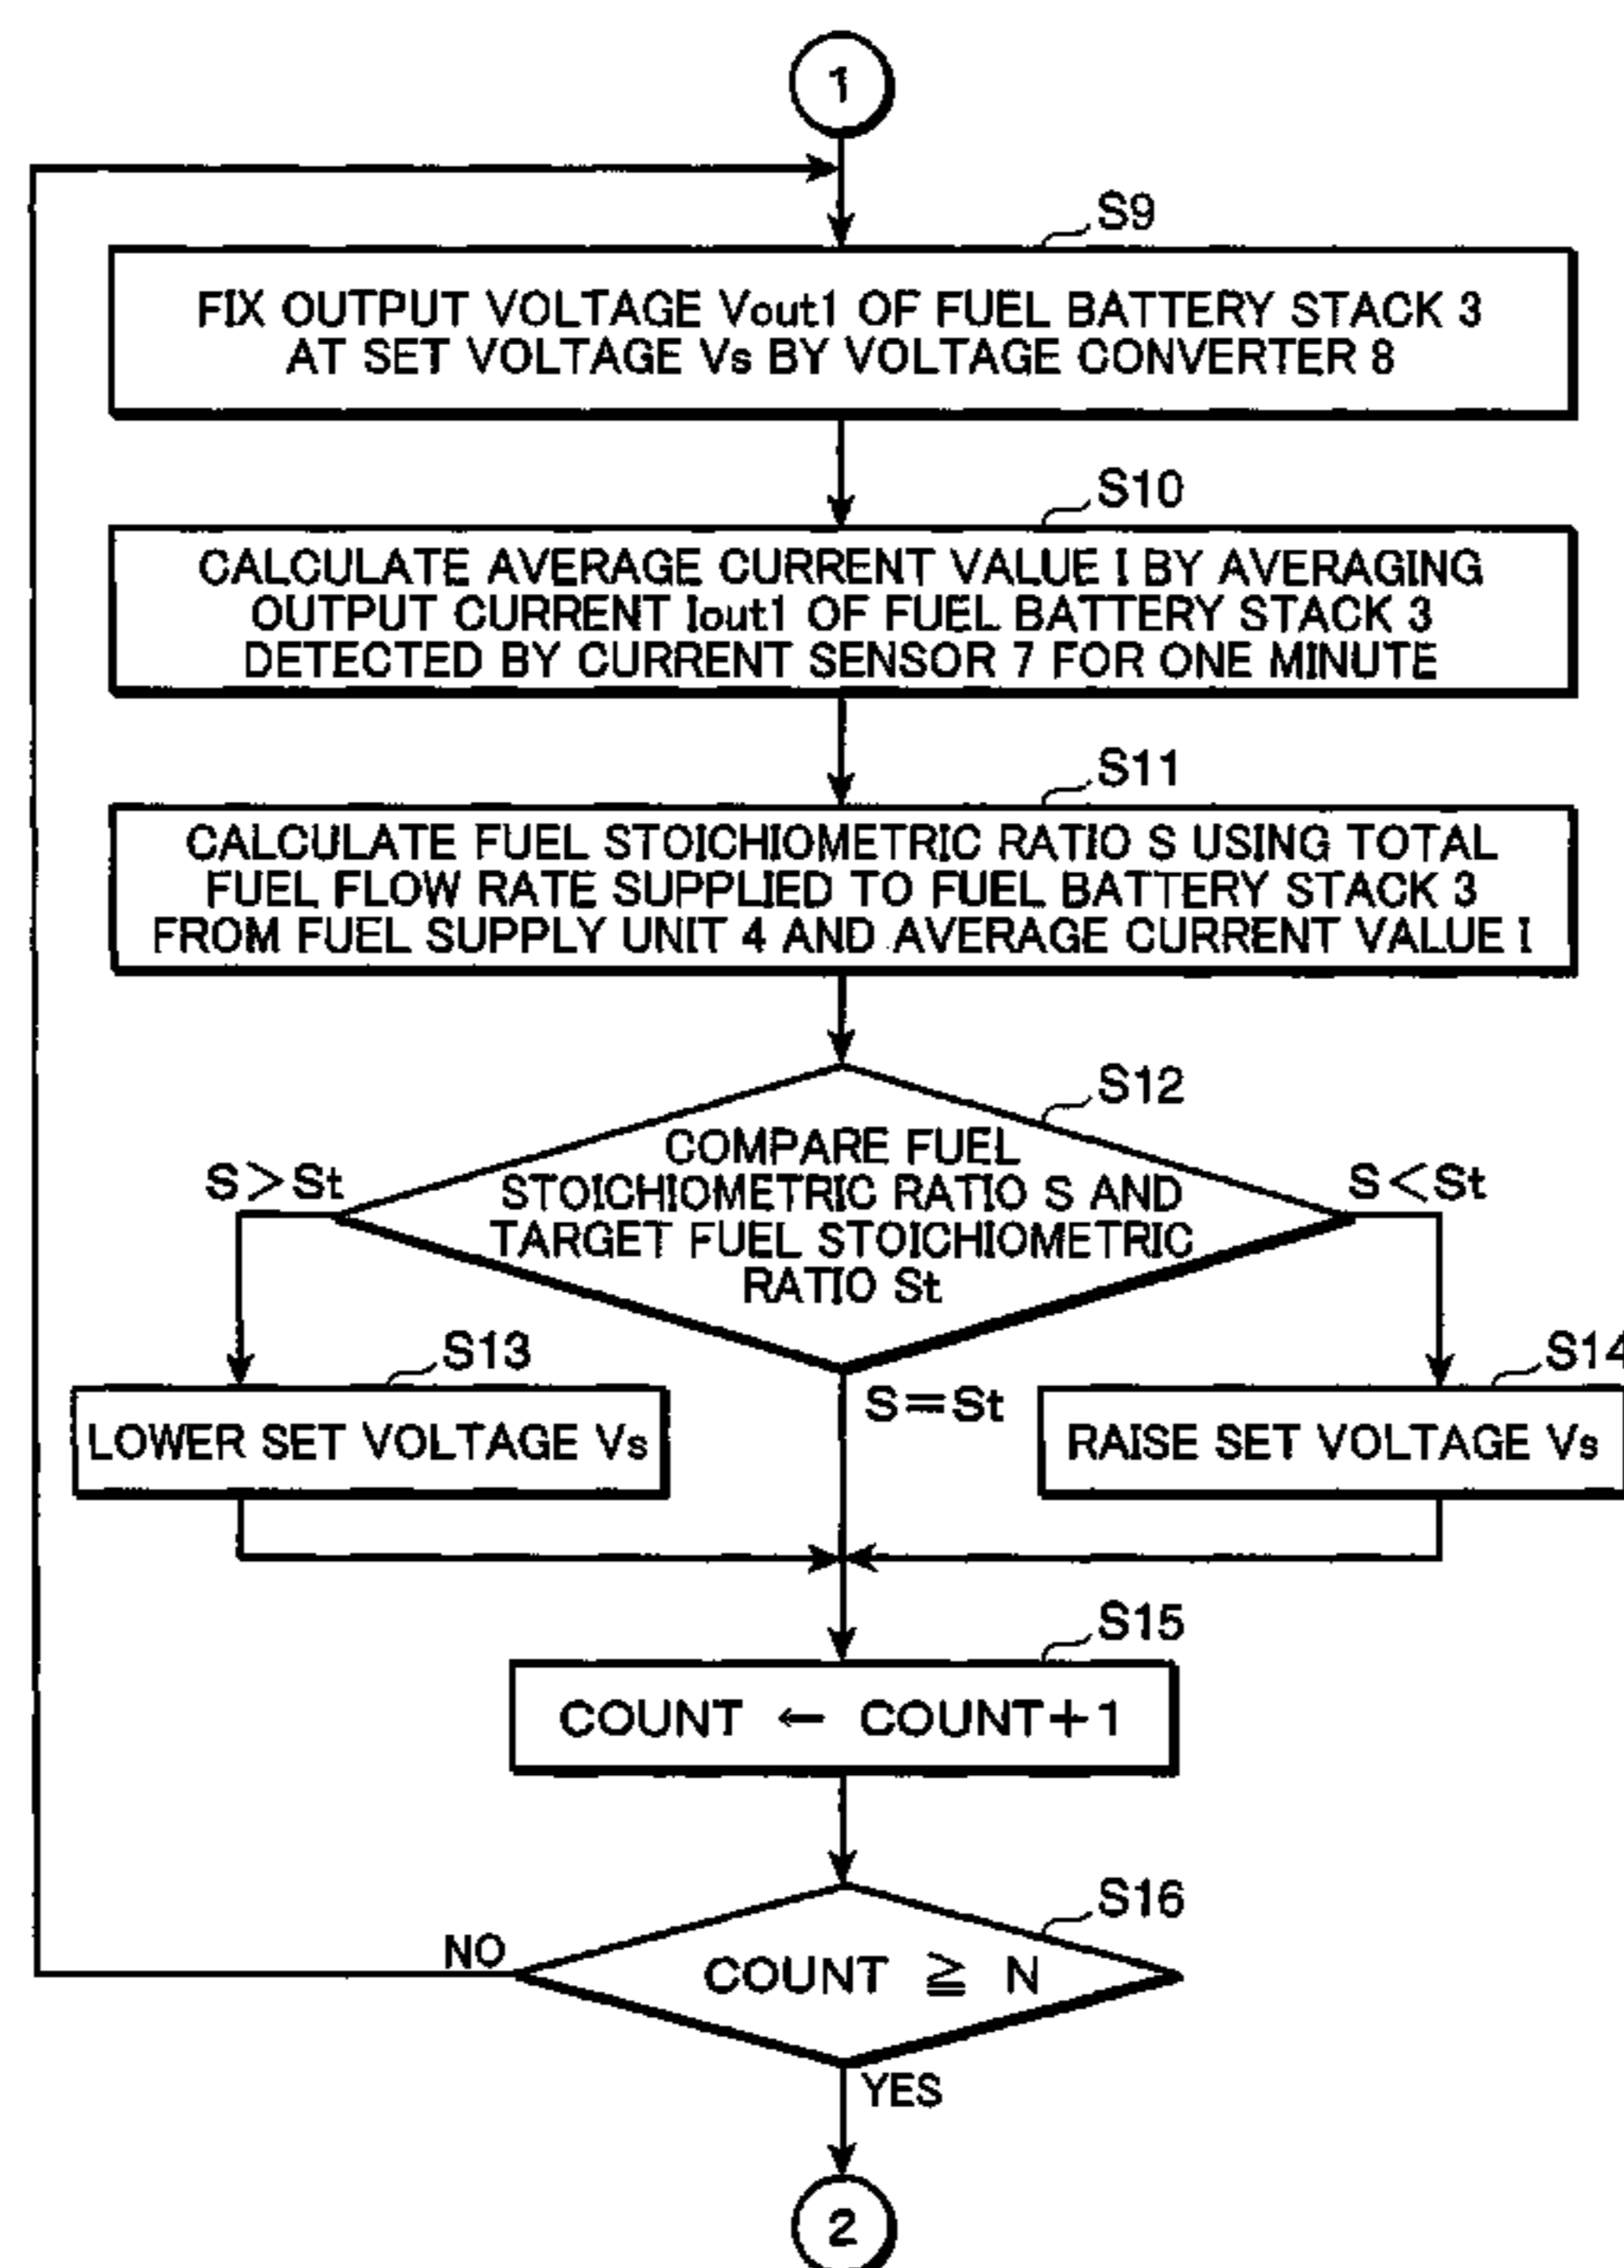 1
S9
FIX OUTPUT VOLTAGE Vout1 OF FUEL BATTERY STACK 3
AT SET VOLTAGE Vs BY VOLTAGE CONVERTER 8
S10
CALCULATE AVERAGE CURRENT VALUE I BY AVERAGING
OUTPUT CURRENT Iout1 OF FUEL BATTERY STACK 3
DETECTED BY CURRENT SENSOR 7 FOR ONE MINUTE
S11
CALCULATE FUEL STOICHIOMETRIC RATIO S USING TOTAL
FUEL FLOW RATE SUPPLIED TO FUEL BATTERY STACK 3
FROM FUEL SUPPLY UNIT 4 AND AVERAGE CURRENT VALUE I
S12
COMPARE FUEL
STOICHIOMETRIC RATIO S AND
TARGET FUEL STOICHIOMETRIC
RATIO St
S>St
S<St
S=St
S13
LOWER SET VOLTAGE Vs
S14
RAISE SET VOLTAGE Vs
S15
COUNT ← COUNT+1
S16
COUNT ≧ N
NO
YES
2